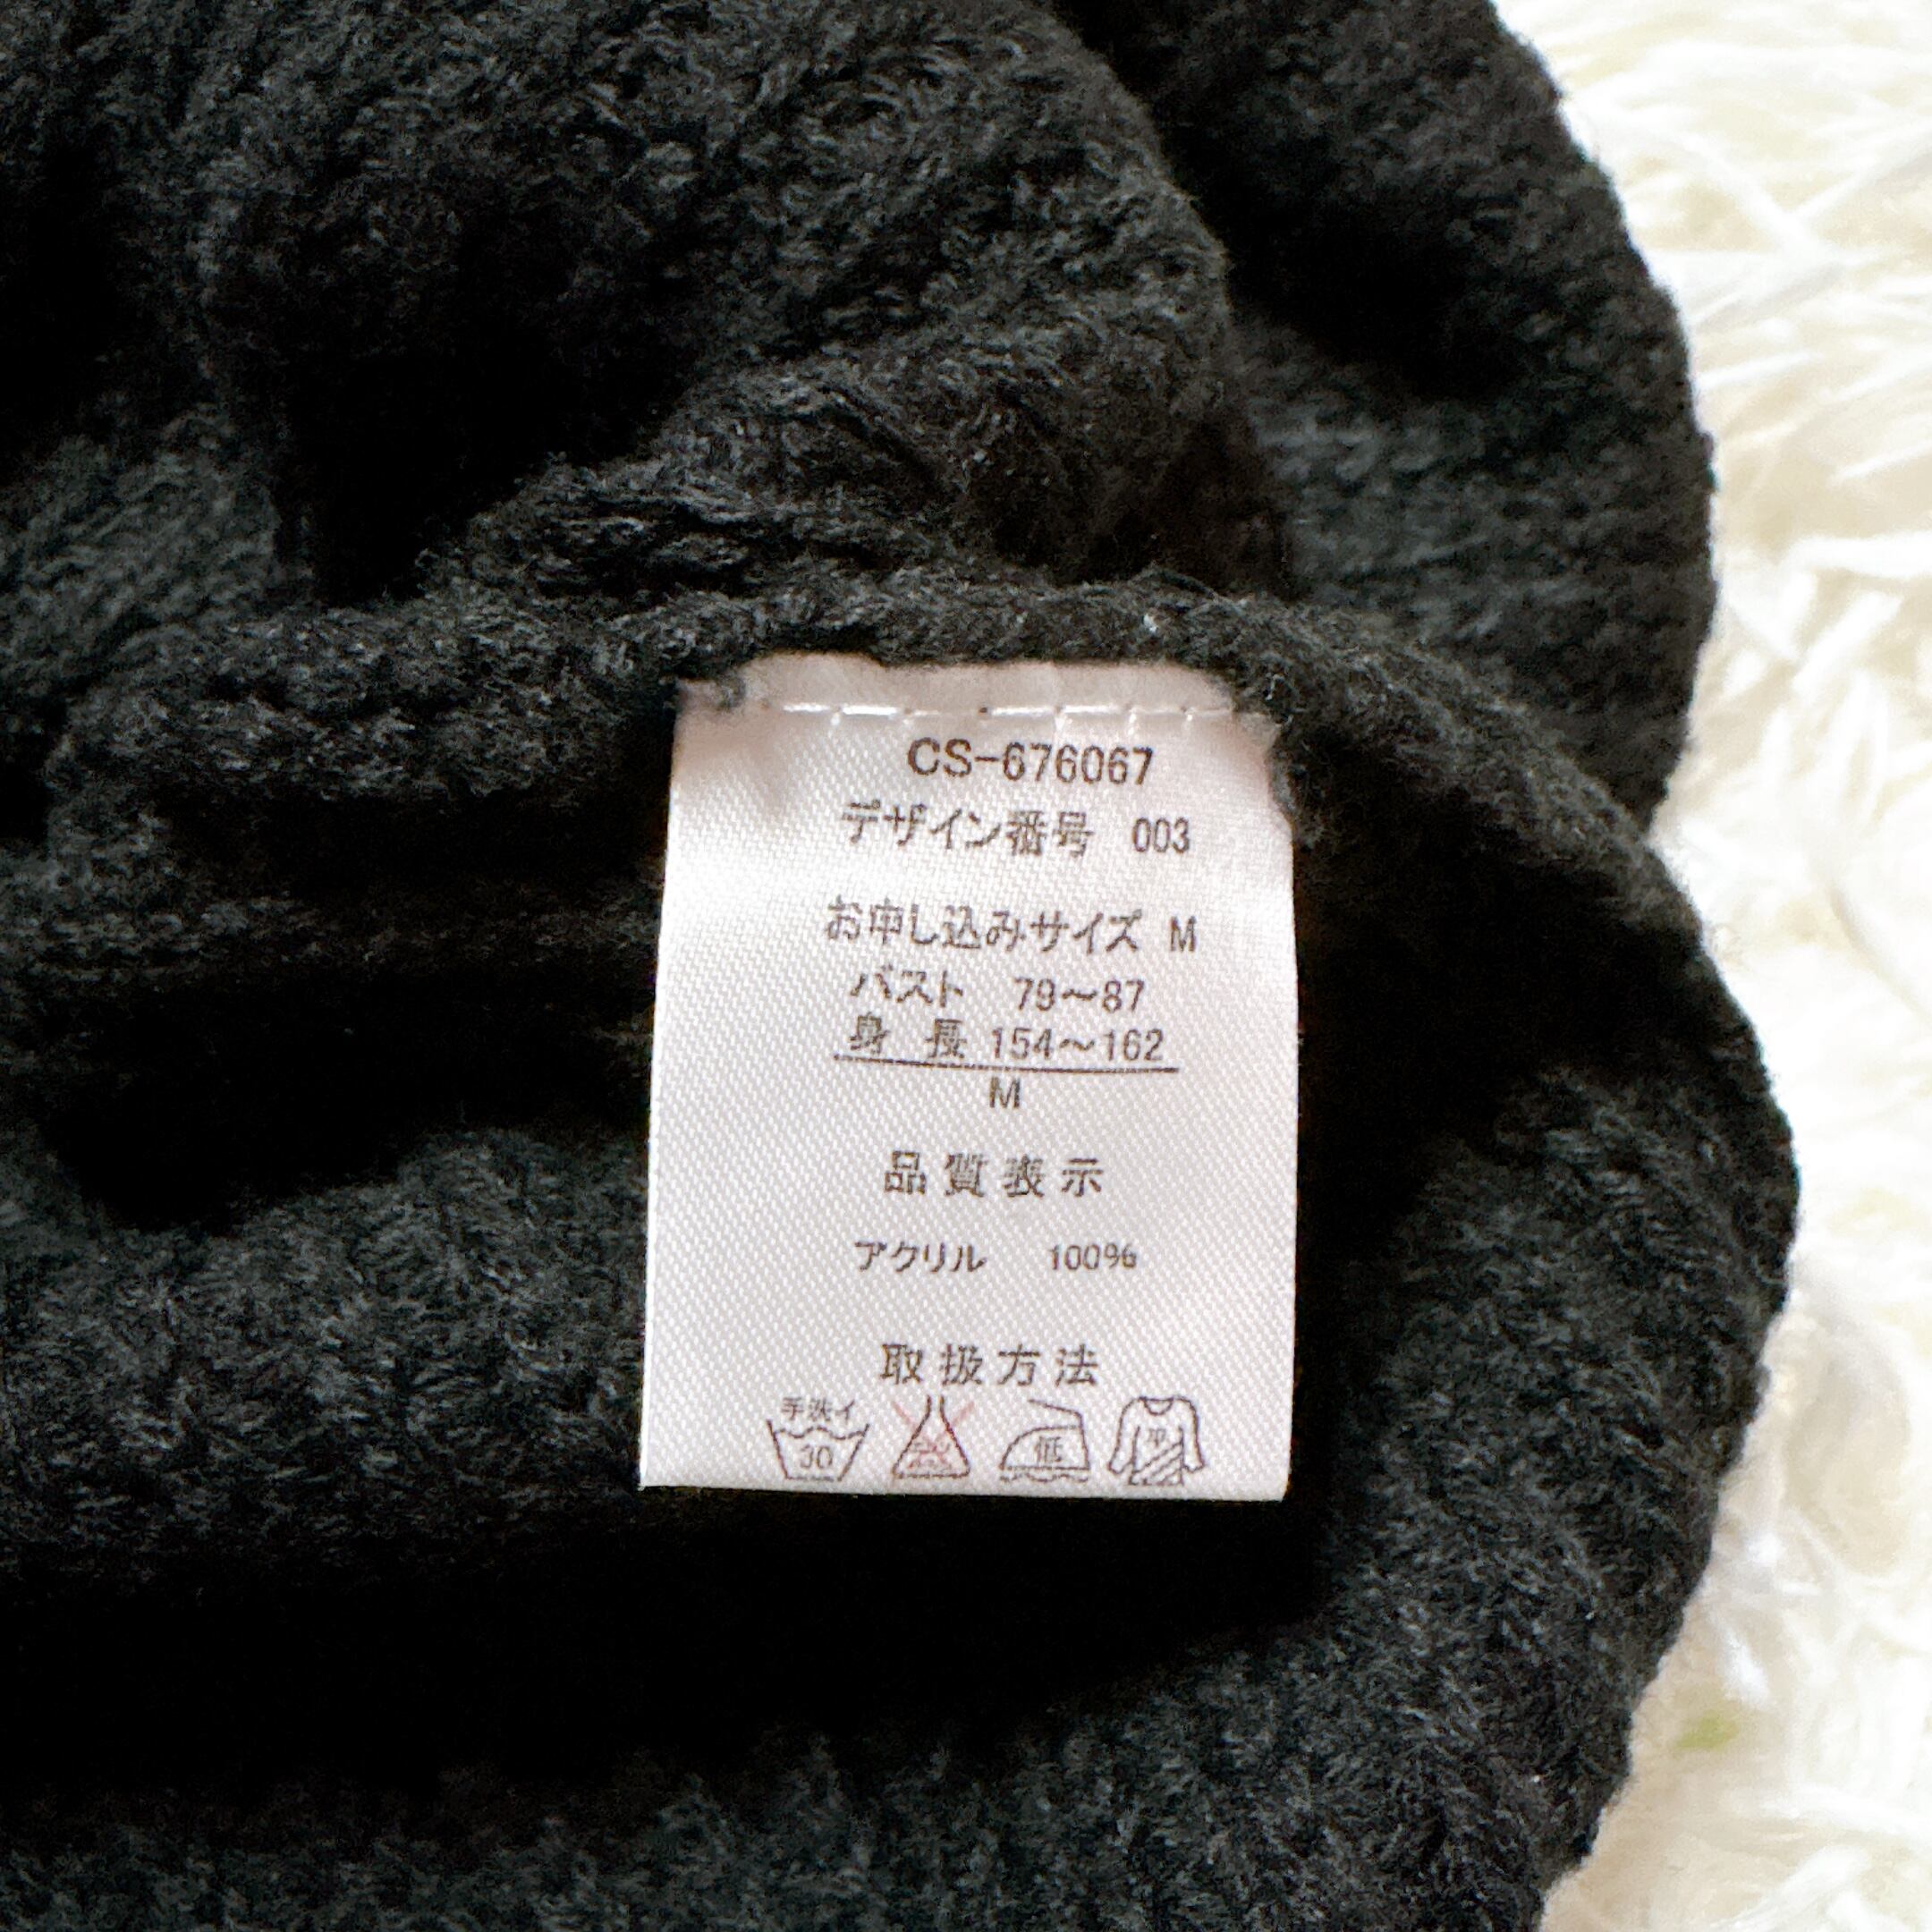 CS-676067
デザイン番号 003
お申し込みサイズ M
バスト 79〜87
身 長 154〜162
M
品質表示
アクリル 100%
取扱方法
手洗イ
30 低 平